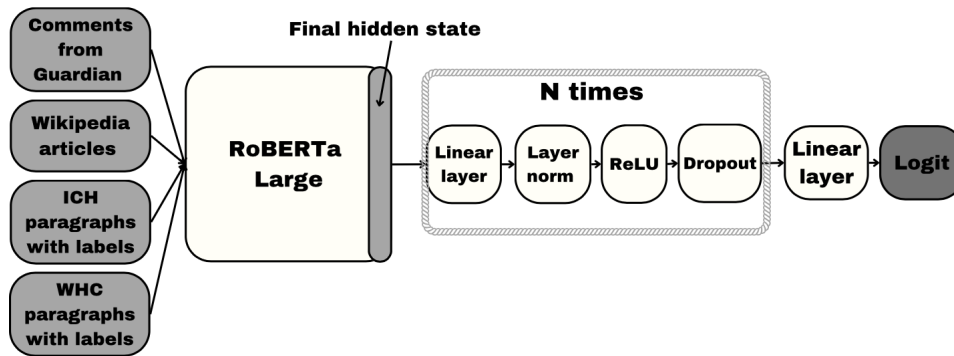 Comments
from
Guardian
Wikipedia
articles
ICH
paragraphs
with labels
WHC
paragraphs
with labels
RoBERTa
Large
Final hidden state
N times
Linear
layer
Layer
norm
ReLU
Dropout
Linear
layer
Logit